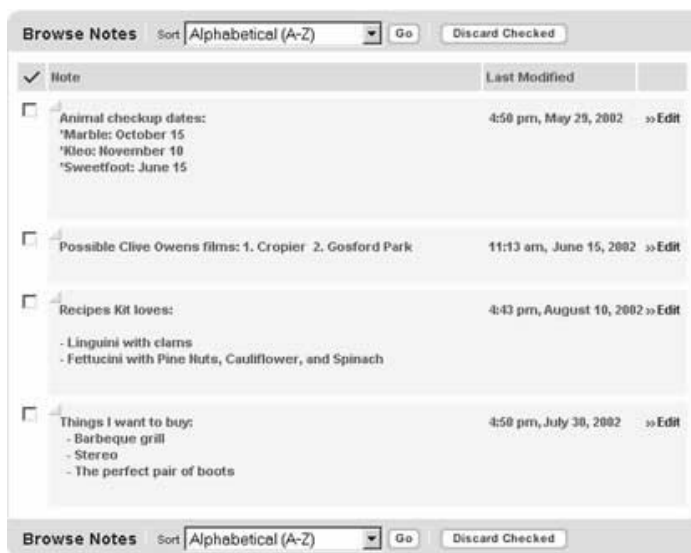 Browse Notes Sort Alphabetical (A-Z) Go Discard Checked
Note Last Modified
Animal checkup dates: 4:50 pm, May 29, 2002 »Edit
*Marble: October 15
*Kleo: November 10
*Sweetfoot: June 15
Possible Clive Owens films: 1. Cropier 2. Gosford Park 11:13 am, June 15, 2002 »Edit
Recipes Kit loves: 4:43 pm, August 10, 2002 »Edit
- Linguini with clams
- Fettucini with Pine Nuts, Cauliflower, and Spinach
Things I want to buy: 4:50 pm, July 30, 2002 »Edit
- Barbeque grill
- Stereo
- The perfect pair of boots
Browse Notes Sort Alphabetical (A-Z) Go Discard Checked